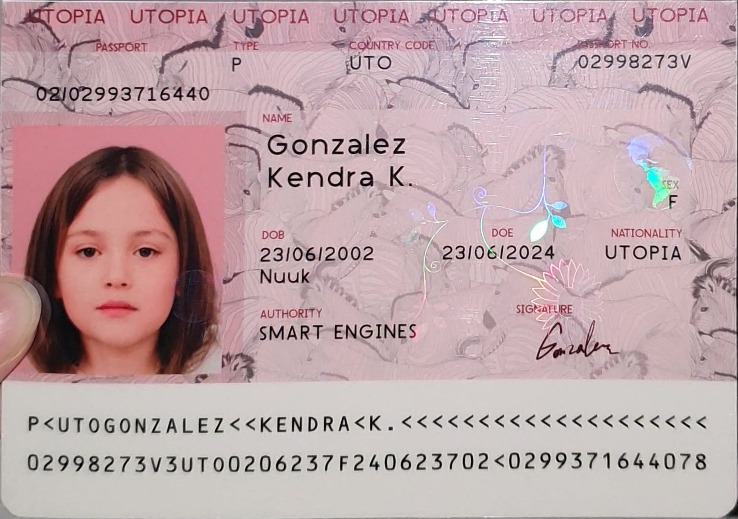 UTOPIA UTOPIA UTOPIA UTOPIA UTOPIA UTOPIA UTOPIA
PASSPORT TYPE COUNTRY CODE PASSPORT NO.
P UTO 02998273V
02/02993716440
NAME
Gonzalez
Kendra K.
SEX
F
DOB DOE NATIONALITY
23/06/2002 23/06/2024 UTOPIA
Nuuk
AUTHORITY SIGNATURE
SMART ENGINES
Gonzalez
P<UTOGONZALEZ<<KENDRA<K.<<<<<<<<<<<<<<<<<<<<
02998273V3UTO0206237F240623702<0299371644078